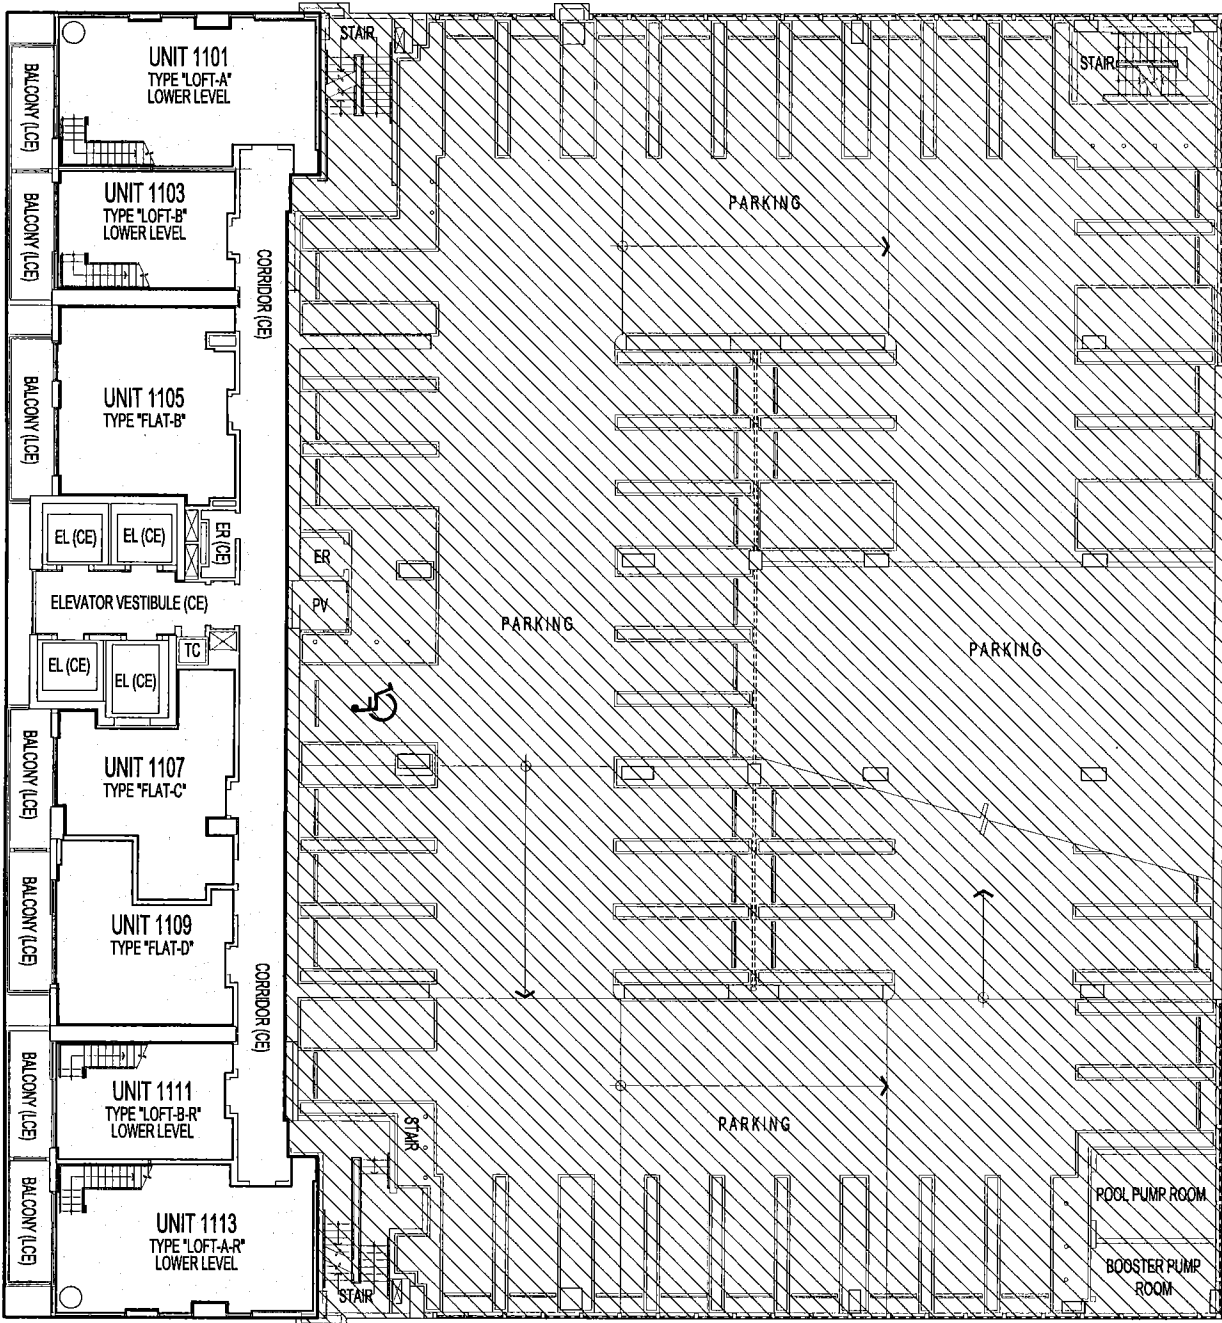 UNIT 1101
TYPE "LOFT-A"
LOWER LEVEL
BALCONY (LCE)
STAIR
STAIR
UNIT 1103
TYPE "LOFT-B"
LOWER LEVEL
BALCONY (LCE)
CORRIDOR (CE)
PARKING
UNIT 1105
TYPE "FLAT-B"
BALCONY (LCE)
EL (CE)
EL (CE)
ER (CE)
ER
ELEVATOR VESTIBULE (CE)
PV
TC
EL (CE)
EL (CE)
PARKING
PARKING
UNIT 1107
TYPE "FLAT-C"
BALCONY (LCE)
UNIT 1109
TYPE "FLAT-D"
BALCONY (LCE)
CORRIDOR (CE)
UNIT 1111
TYPE "LOFT-B-R"
LOWER LEVEL
BALCONY (LCE)
STAIR
PARKING
UNIT 1113
TYPE "LOFT-A-R"
LOWER LEVEL
BALCONY (LCE)
STAIR
POOL PUMP ROOM
BOOSTER PUMP
ROOM